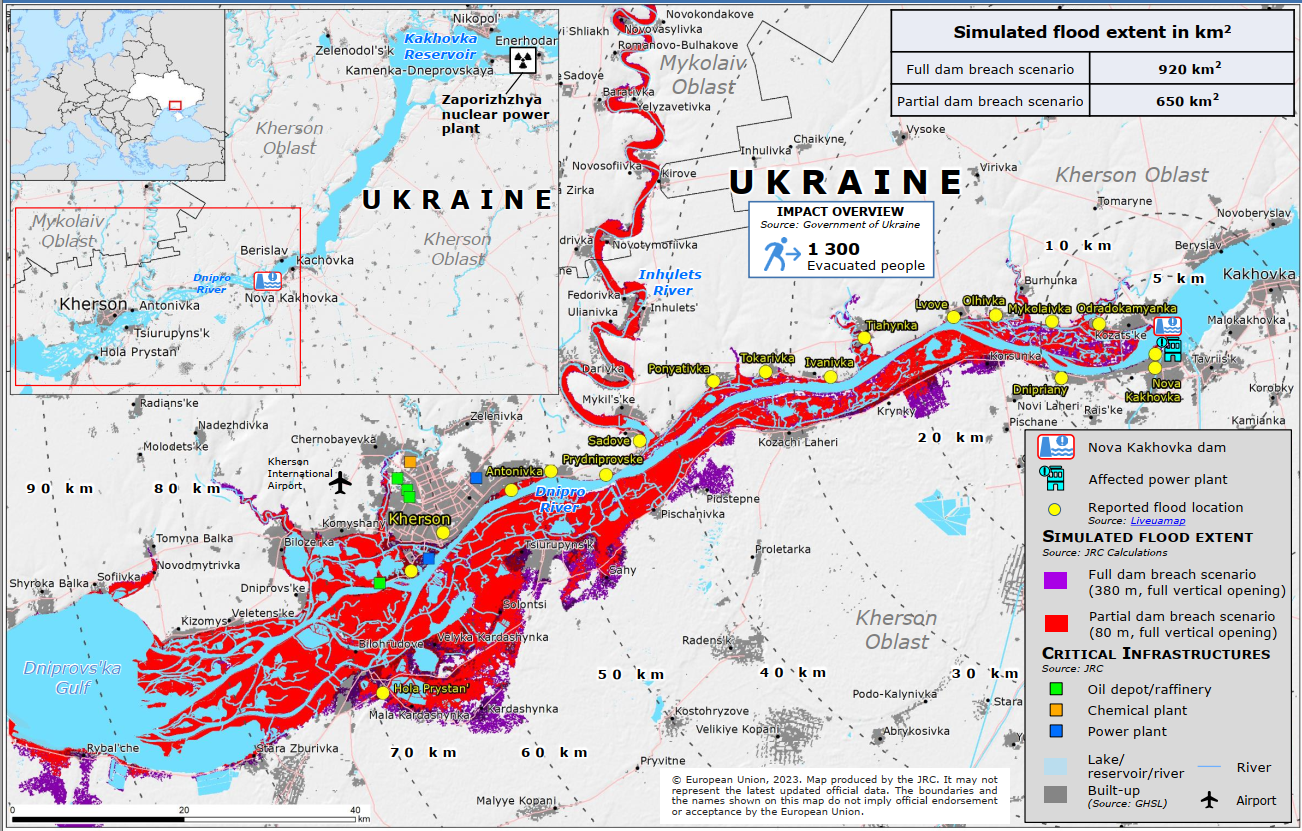 Nikopol'
Zelenodol's'k
Kakhovka
Reservoir
Enerhodar
Kamenka-Dneprovskaya
Zaporizhzhya
nuclear power
plant
Kherson
Oblast
UKRAINE
Mykolaiv
Oblast
Kherson
Oblast
Berislav
Kachovka
Dnipro
River
Nova Kakhovka
Kherson
Antonivka
Tsiurupyns'k
Hola Prystan'
Novokondakove
vi Shliakh
Novovasylivka
Romanovo-Bulhakove
Mykolaiv
Oblast
Sadove
Barativka
Yelyzavetivka
Chaikyne
Vysoke
Inhulivka
Novosofiivka
Kirove
Virivka
Zirka
UKRAINE
Kherson Oblast
Tomaryne
Novoberyslav
Simulated flood extent in km²
Full dam breach scenario
920 km²
Partial dam breach scenario
650 km²
IMPACT OVERVIEW
Source: Government of Ukraine
1 300
Evacuated people
drivka
Novotymofiivka
ne
Inhulets
River
Fedorivka
Ulianivka
Inhulets'
10 km
Beryslav
5 km
Kakhovka
Burhunka
Lvove
Olhivka
Mykolaivka
Odradokamyanka
Malokakhovka
Kozats'ke
Tiahynka
Tokarivka
Ivanivka
Ponyativka
Korsunka
Tavriis'k
Darivka
Dnipriany
Nova
Kakhovka
Korobky
Mykil's'ke
Krynky
Novi Laheri
Rais'ke
Pischane
Kamianka
20 km
Radians'ke
Nadezhdivka
Zelenivka
Molodets'ke
Chernobayevka
Sadove
Kozachi Laheri
Kherson
International
Airport
Antonivka
Prydniprovske
90 km
80 km
Dnipro
River
Pidstepne
Pischanivka
Kherson
Komyshany
Tomyna Balka
Bilozerka
Tsiurupyns'k
Proletarka
Novodmytrivka
Shyroka Balka
Sofiivka
Sahy
Dniprovs'ke
Solontsi
Veletens'ke
Kizomys
Kherson
Oblast
Bilohrudove
Velyka Kardashynka
Radens'k
Dniprovs'ka
Gulf
50 km
40 km
30 km
Hola Prystan'
Podo-Kalynivka
Stara
Mala Kardashynka
Kardashynka
Kostohryzove
Velikiye Kopani
Abrykosivka
Rybal'che
Stara Zburivka
70 km
60 km
Pryvitne
Malyye Kopani
0
20
40
km
© European Union, 2023. Map produced by the JRC. It may not
represent the latest updated official data. The boundaries and
the names shown on this map do not imply official endorsement
or acceptance by the European Union.
Nova Kakhovka dam
Affected power plant
Reported flood location
Source: Liveuamap
SIMULATED FLOOD EXTENT
Source: JRC Calculations
Full dam breach scenario
(380 m, full vertical opening)
Partial dam breach scenario
(80 m, full vertical opening)
CRITICAL INFRASTRUCTURES
Source: JRC
Oil depot/raffinery
Chemical plant
Power plant
Lake/
reservoir/river
River
Built-up
(Source: GHSL)
Airport